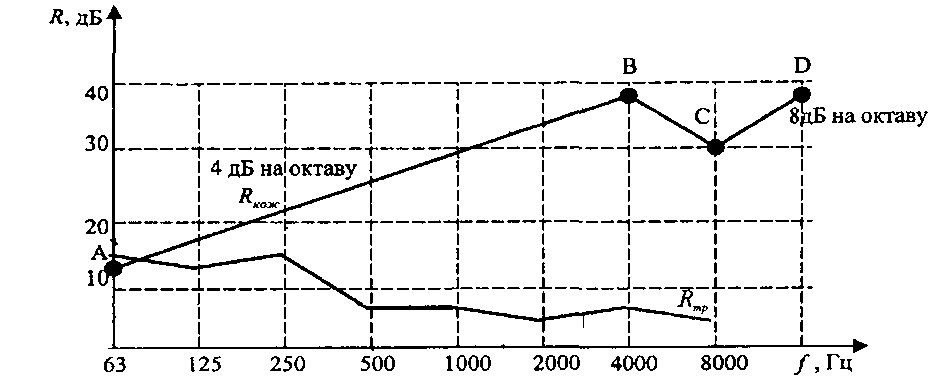 R, дБ
B
D
40
C
8дБ на октаву
30
4 дБ на октаву
Rкож
20
A
10
Rтр
63 125 250 500 1000 2000 4000 8000 f, Гц